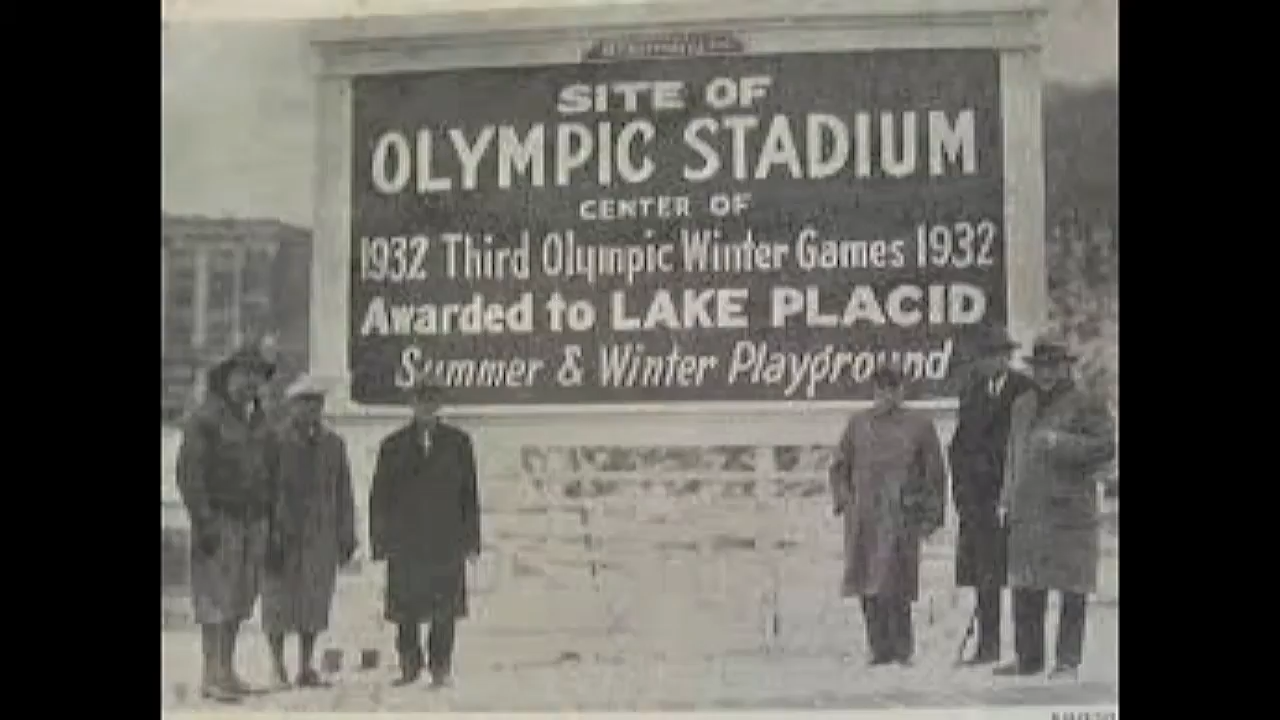 SITE OF
OLYMPIC STADIUM
CENTER OF
1932 Third Olympic Winter Games 1932
Awarded to LAKE PLACID
Summer & Winter Playground